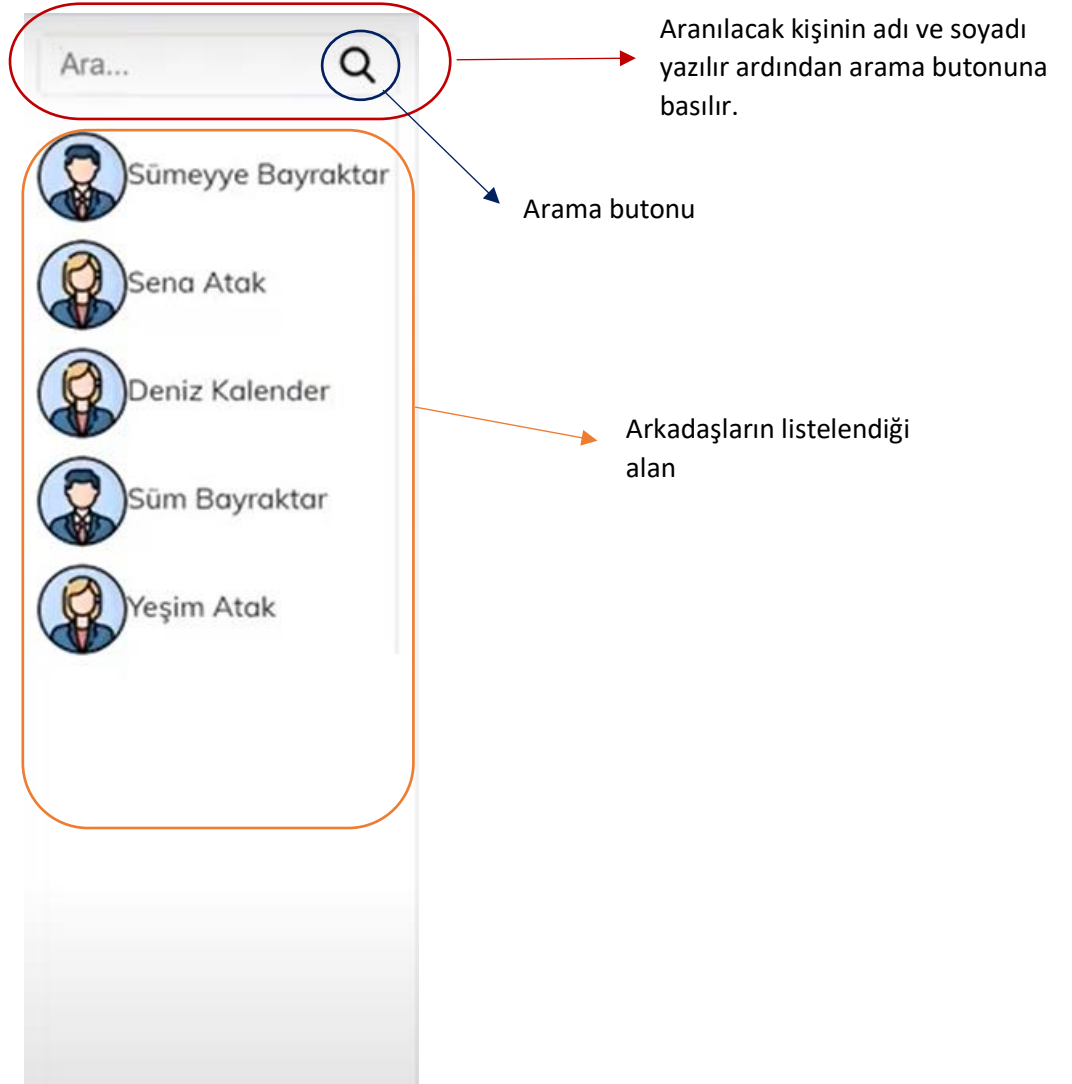 Ara...
Aranılacak kişinin adı ve soyadı
yazılır ardından arama butonuna
basılır.
Sümeyye Bayraktar
Arama butonu
Sena Atak
Deniz Kalender
Arkadaşların listelendiği
alan
Süm Bayraktar
Yeşim Atak